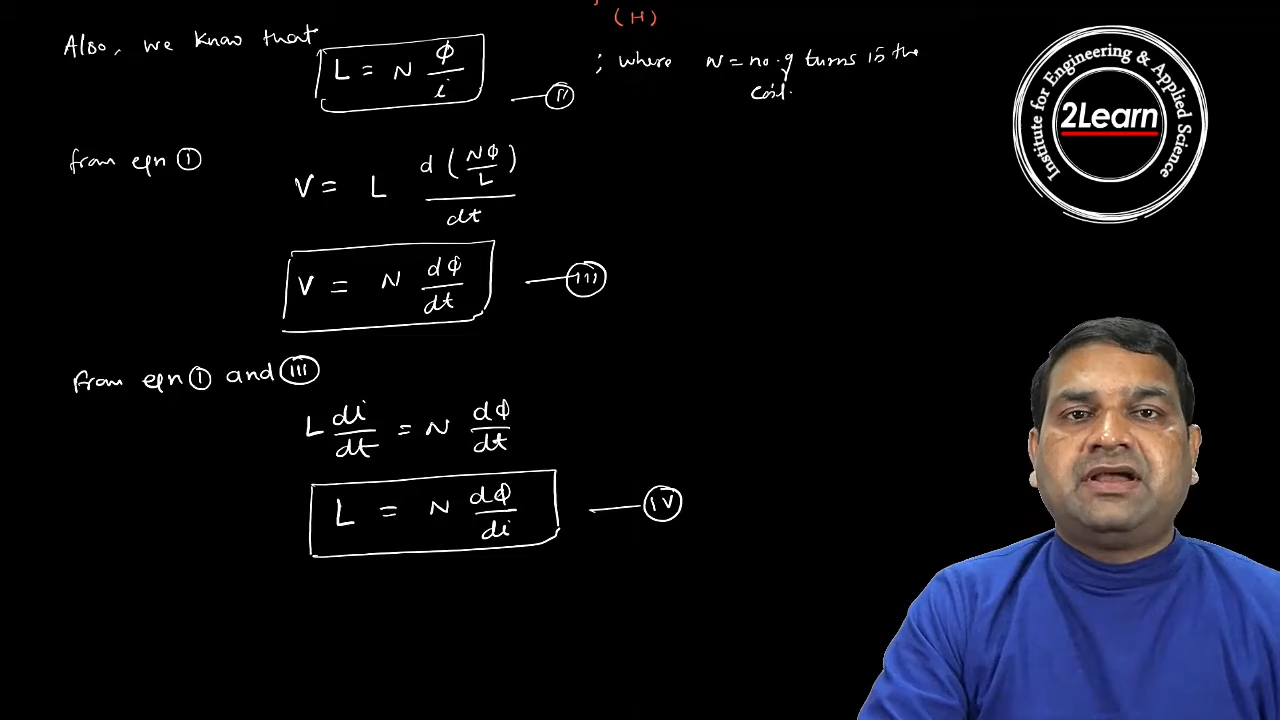 (H)
Also, we know that L = N ϕ/i — II ; where N = no. of turns in the
coil.
from eqn I
V = L d(Nϕ/L)/dt
V = N dϕ/dt — III
from eqn I and III
L di/dt = N dϕ/dt
L = N dϕ/di — IV
Institute for Engineering & Applied Science
2Learn